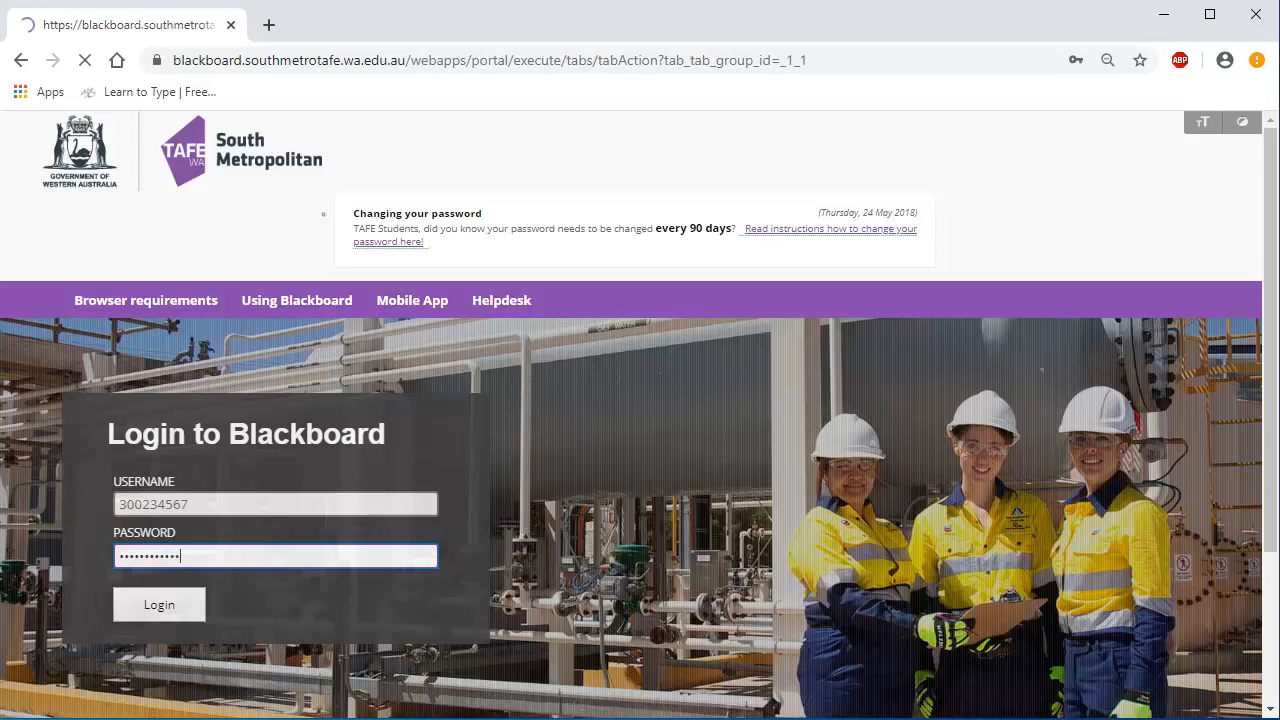 https://blackboard.southmetrota
blackboard.southmetrotafe.wa.edu.au/webapps/portal/execute/tabs/tabAction?tab_tab_group_id=_1_1
ABP
Apps
Learn to Type | Free...
TT
GOVERNMENT OF
WESTERN AUSTRALIA
TAFE
WA
South
Metropolitan
Changing your password
(Thursday, 24 May 2018)
TAFE Students, did you know your password needs to be changed every 90 days? Read instructions how to change your
password here!
Browser requirements
Using Blackboard
Mobile App
Helpdesk
Login to Blackboard
USERNAME
300234567
PASSWORD
••••••••••••
Login